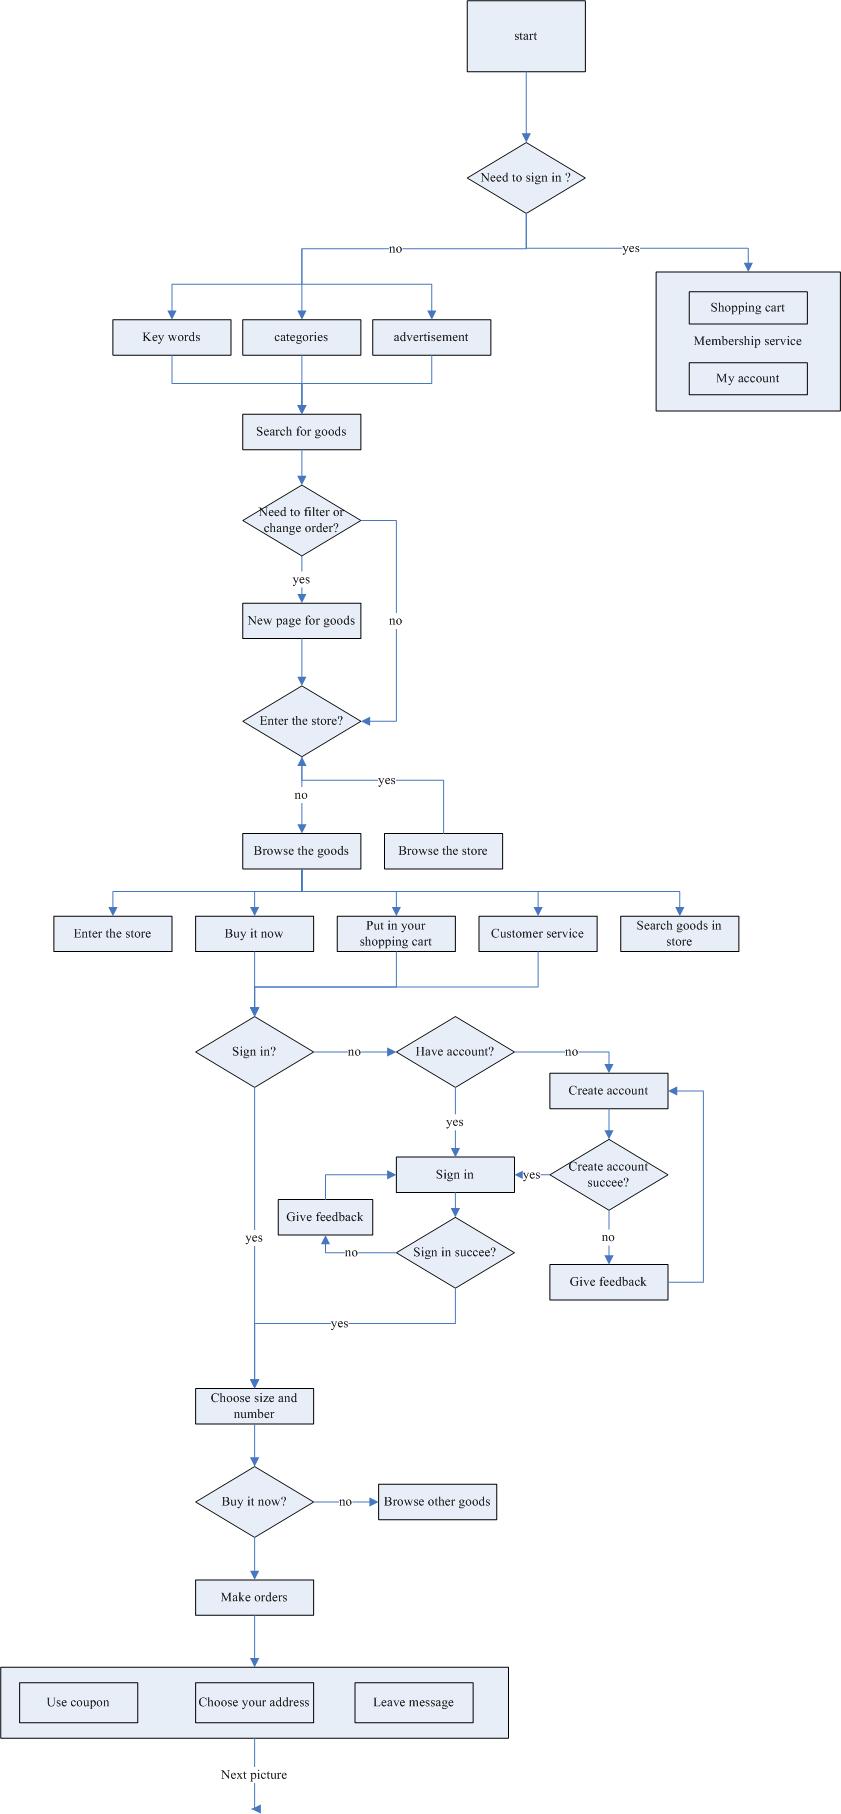 start
Need to sign in ?
no
yes
Shopping cart
Membership service
My account
Key words
categories
advertisement
Search for goods
Need to filter or
change order?
yes
New page for goods
no
Enter the store?
yes
no
Browse the goods
Browse the store
Enter the store
Buy it now
Put in your
shopping cart
Customer service
Search goods in
store
Sign in?
no
Have account?
no
Create account
yes
Sign in
yes
Create account
succee?
Give feedback
yes
no
Sign in succee?
no
Give feedback
yes
Choose size and
number
Buy it now?
no
Browse other goods
Make orders
Use coupon
Choose your address
Leave message
Next picture